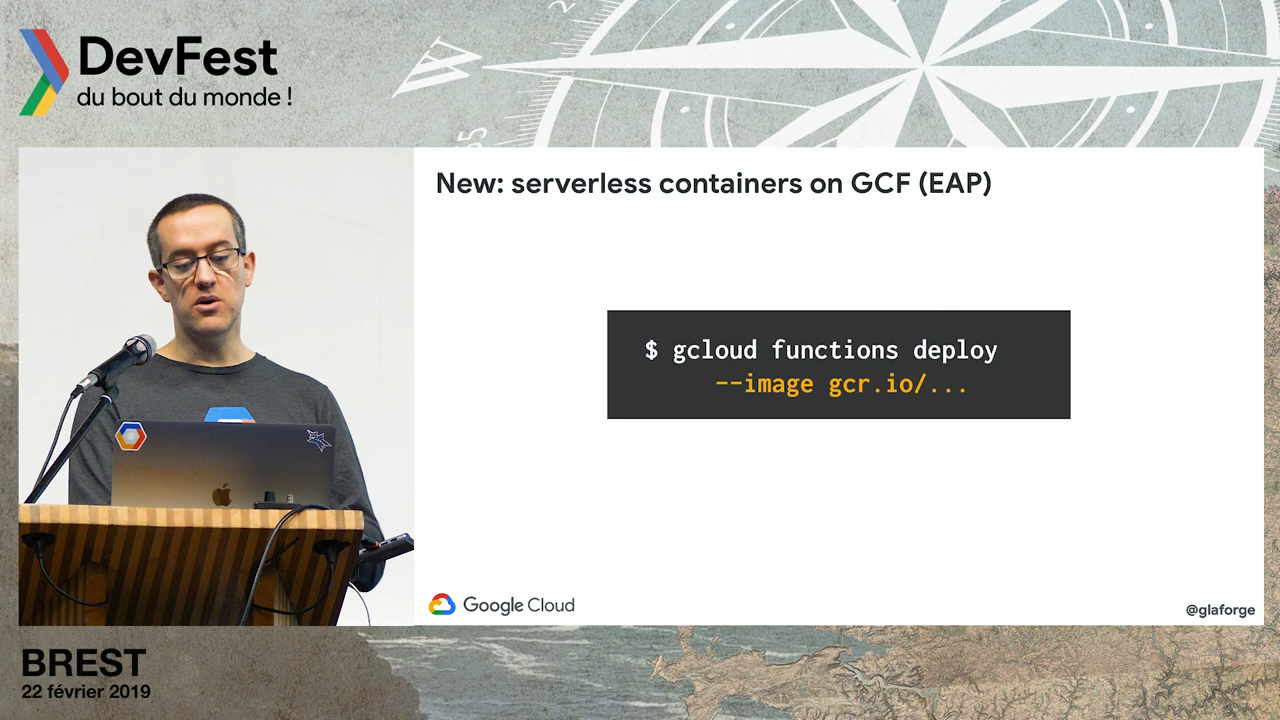 DevFest
du bout du monde !
W
New: serverless containers on GCF (EAP)
$ gcloud functions deploy
--image gcr.io/...
Google Cloud
@glaforge
BREST
22 février 2019